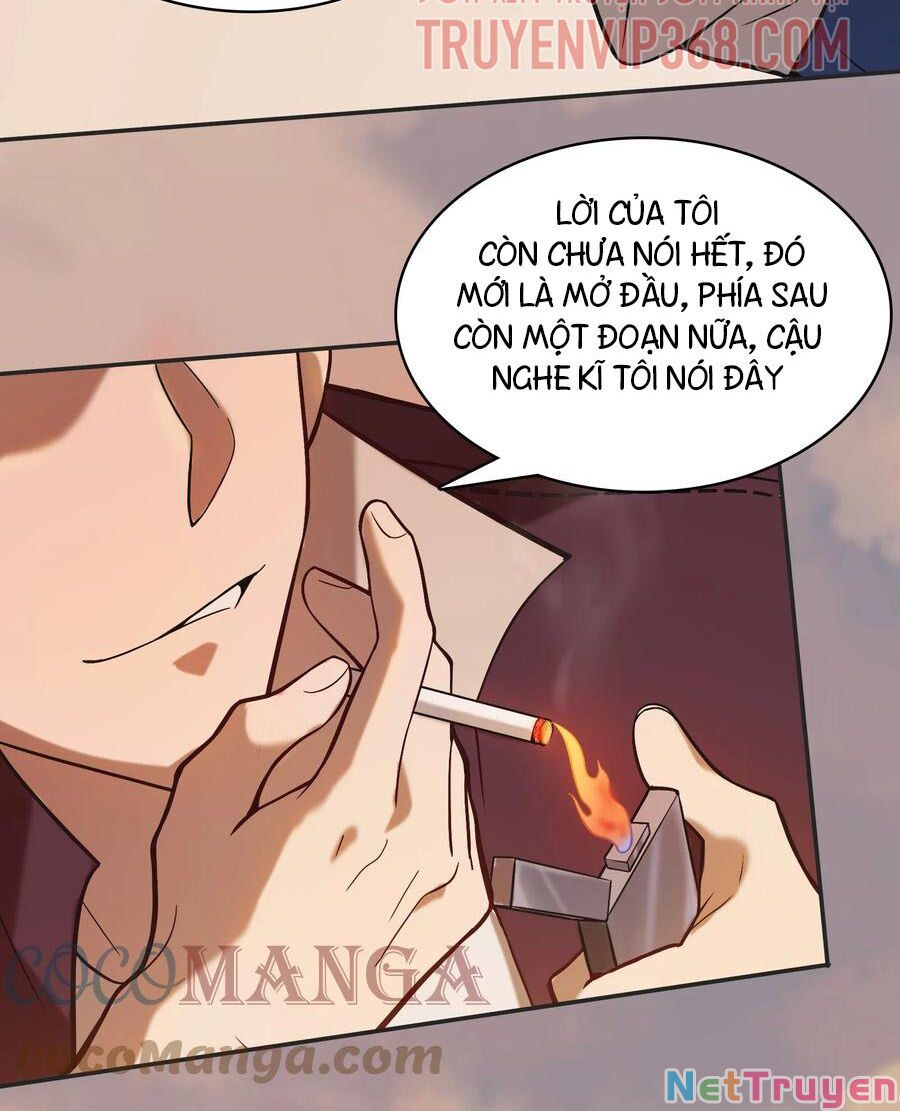 TRUYENVIP368.COM
LỜI CỦA TÔI
CÒN CHƯA NÓI HẾT, ĐÓ
MỚI LÀ MỞ ĐẦU, PHÍA SAU
CÒN MỘT ĐOẠN NỮA, CẬU
NGHE KĨ TÔI NÓI ĐÂY
COCOMANGA
CocoManga.com
NetTruyen